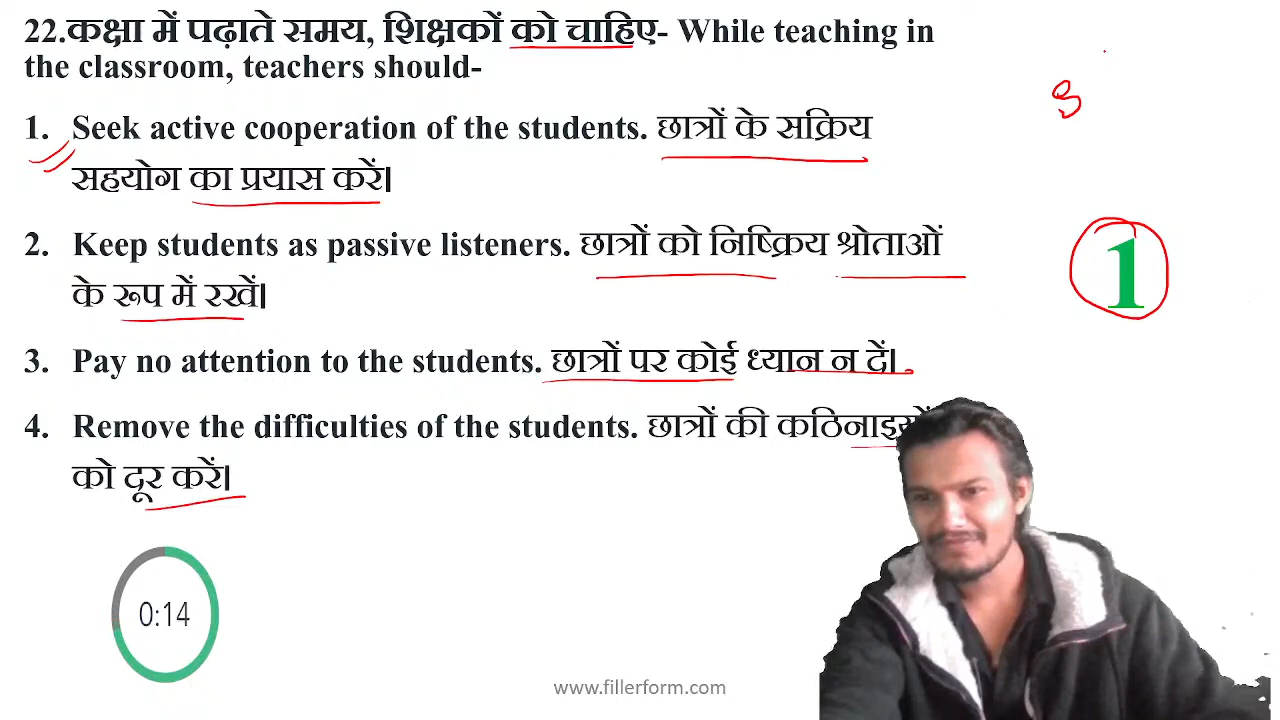 22.कक्षा में पढ़ाते समय, शिक्षकों को चाहिए- While teaching in
the classroom, teachers should-
1. Seek active cooperation of the students. छात्रों के सक्रिय
सहयोग का प्रयास करें।
2. Keep students as passive listeners. छात्रों को निष्क्रिय श्रोताओं
के रूप में रखें।
1
3. Pay no attention to the students. छात्रों पर कोई ध्यान न दें।
4. Remove the difficulties of the students. छात्रों की कठिनाइयों
को दूर करें।
0:14
www.fillerform.com